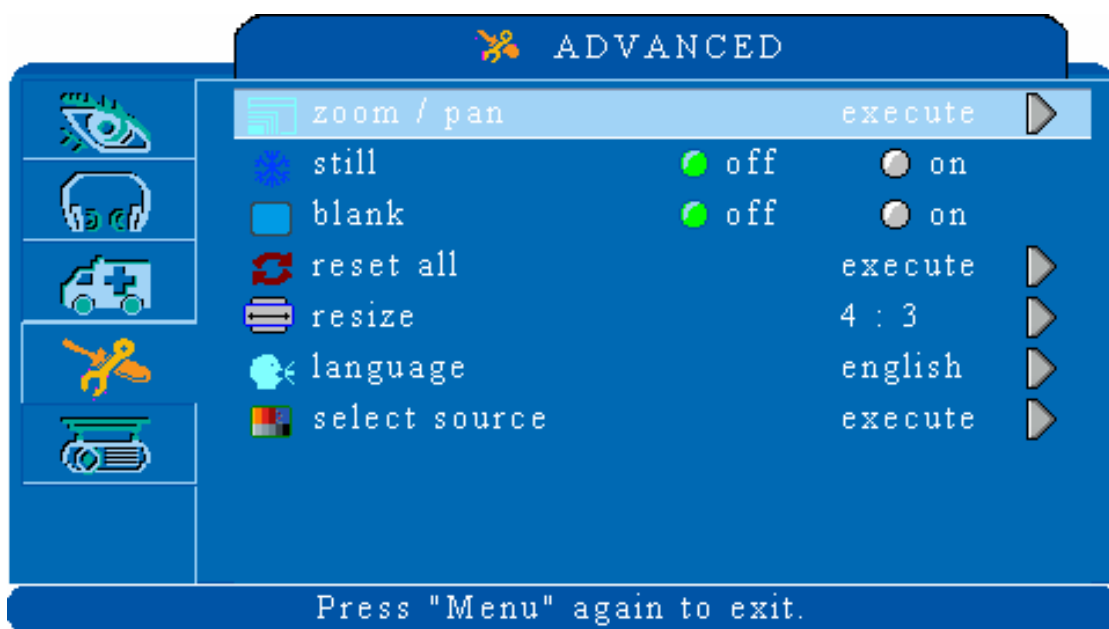 ADVANCED
zoom / pan execute
still off on
blank off on
reset all execute
resize 4 : 3
language english
select source execute
Press "Menu" again to exit.